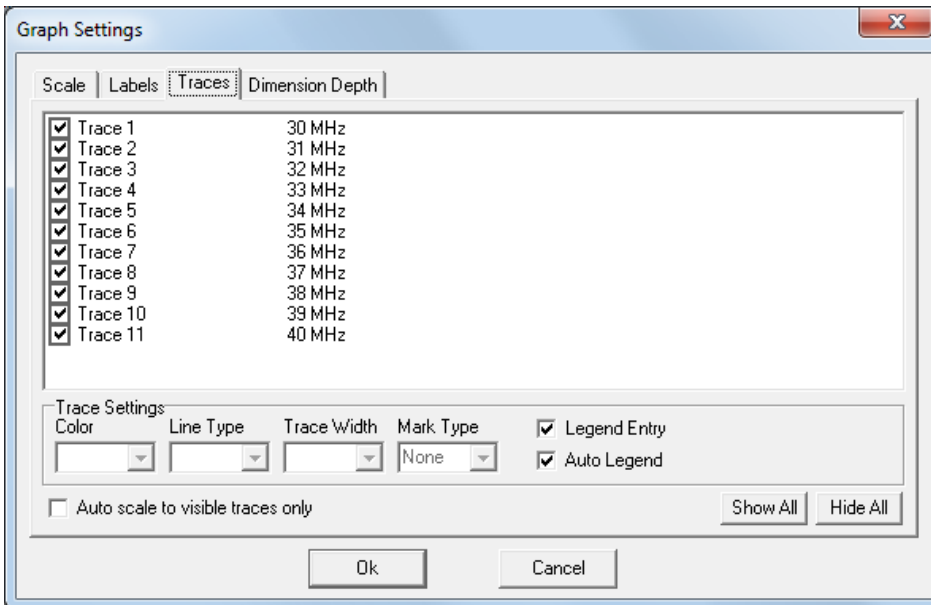 Graph Settings
Scale Labels Traces Dimension Depth
Trace 1 30 MHz
Trace 2 31 MHz
Trace 3 32 MHz
Trace 4 33 MHz
Trace 5 34 MHz
Trace 6 35 MHz
Trace 7 36 MHz
Trace 8 37 MHz
Trace 9 38 MHz
Trace 10 39 MHz
Trace 11 40 MHz
Trace Settings
Color Line Type Trace Width Mark Type Legend Entry
None Auto Legend
Auto scale to visible traces only Show All Hide All
Ok Cancel